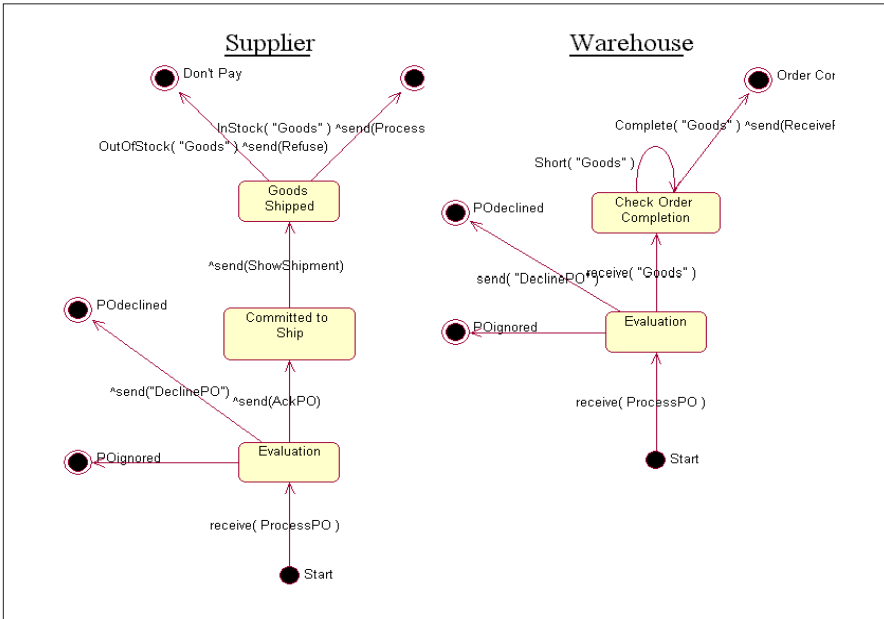 Supplier
Don't Pay
InStock( "Goods" ) ^send(Process
OutOfStock( "Goods" ) ^send(Refuse)
Goods
Shipped
^send(ShowShipment)
POdeclined
Committed to
Ship
^send("DeclinePO")
^send(AckPO)
POignored
Evaluation
receive( ProcessPO )
Start
Warehouse
Order
Complete( "Goods" ) ^send(Receive
Short( "Goods" )
POdeclined
Check Order
Completion
send( "DeclinePO" )
receive( "Goods" )
POignored
Evaluation
receive( ProcessPO )
Start